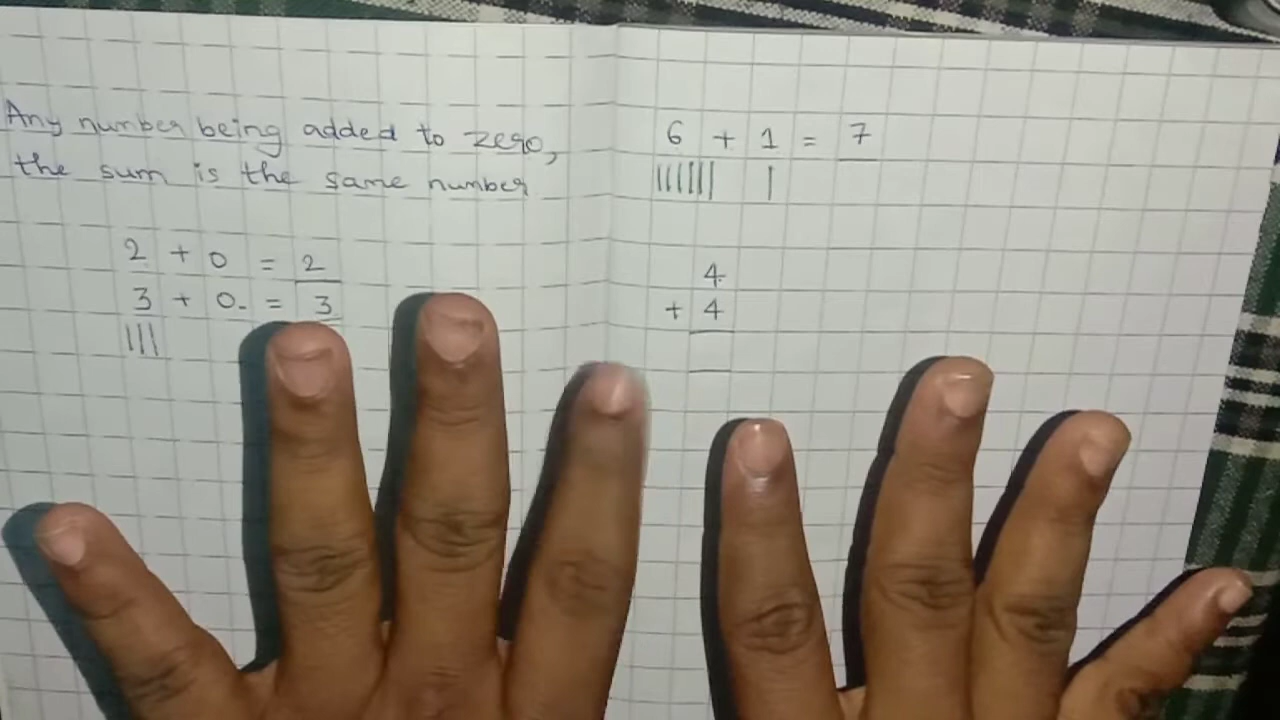 Any number being added to zero,
the sum is the same number
2 + 0 = 2
3 + 0 = 3
|||
6 + 1 = 7
|||||| |
4
+ 4